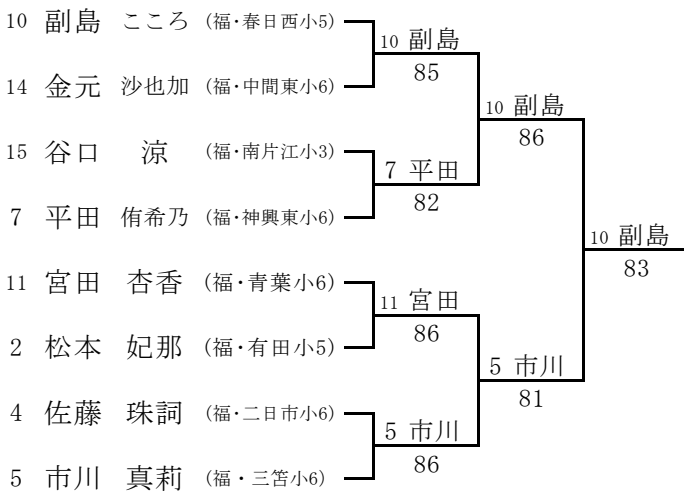 10 副島 こころ (福・春日西小5)
14 金元 沙也加 (福・中間東小6)
15 谷口 涼 (福・南片江小3)
7 平田 侑希乃 (福・神興東小6)
11 宮田 杏香 (福・青葉小6)
2 松本 妃那 (福・有田小5)
4 佐藤 珠詞 (福・二日市小6)
5 市川 真莉 (福・三筈小6)
10 副島
85
7 平田
82
11 宮田
86
5 市川
86
10 副島
86
5 市川
81
10 副島
83